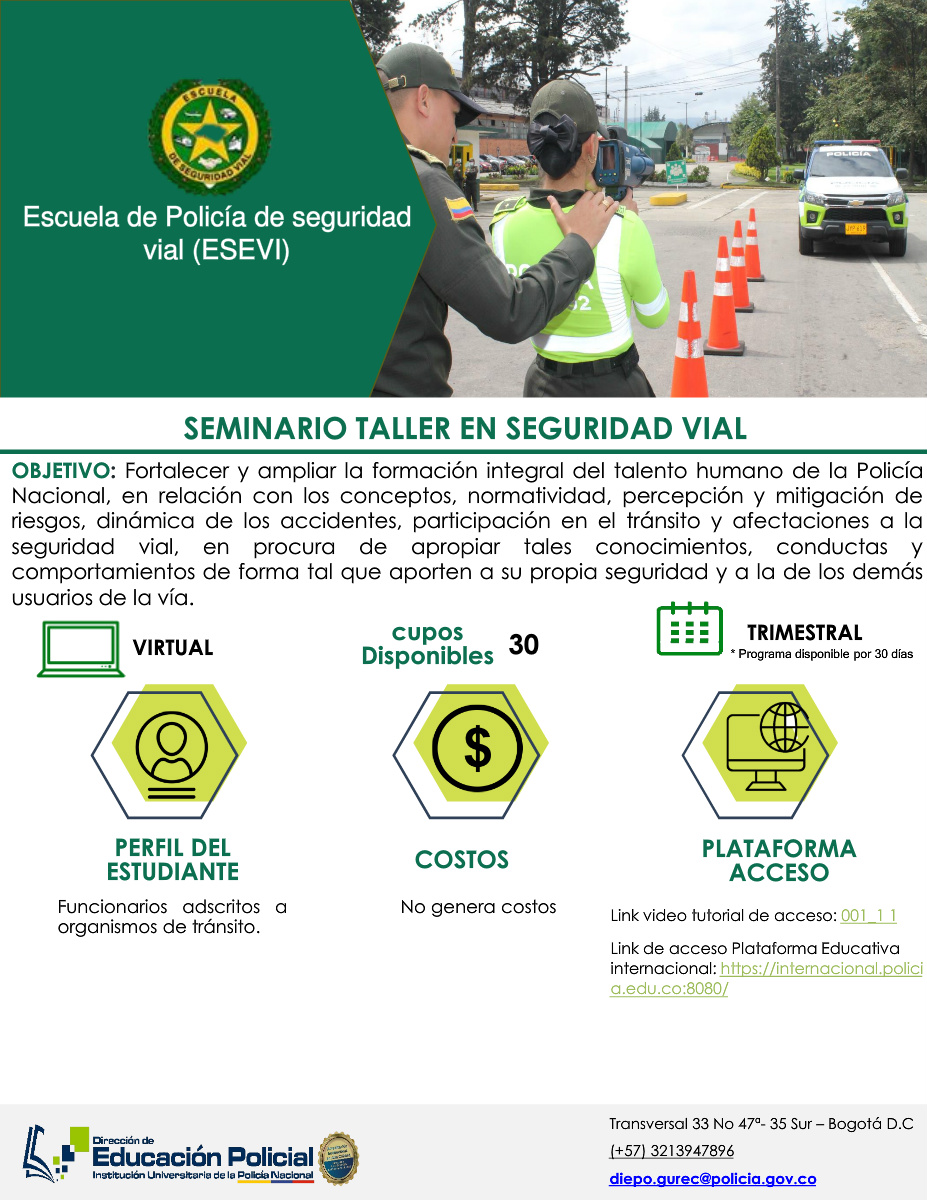 ESCUELA
DE SEGURIDAD VIAL
Escuela de Policía de seguridad
vial (ESEVI)
POLICÍA
SEMINARIO TALLER EN SEGURIDAD VIAL
OBJETIVO: Fortalecer y ampliar la formación integral del talento humano de la Policía
Nacional, en relación con los conceptos, normatividad, percepción y mitigación de
riesgos, dinámica de los accidentes, participación en el tránsito y afectaciones a la
seguridad vial, en procura de apropiar tales conocimientos, conductas y
comportamientos de forma tal que aporten a su propia seguridad y a la de los demás
usuarios de la vía.
VIRTUAL
cupos
Disponibles 30
TRIMESTRAL
* Programa disponible por 30 días
$
PERFIL DEL
ESTUDIANTE
Funcionarios adscritos a
organismos de tránsito.
COSTOS
No genera costos
PLATAFORMA
ACCESO
Link video tutorial de acceso: 001_1 1
Link de acceso Plataforma Educativa
internacional: https://internacional.polici
a.edu.co:8080/
Dirección de
Educación Policial
Institución Universitaria de la Policía Nacional
Transversal 33 No 47ª- 35 Sur – Bogotá D.C
(+57) 3213947896
diepo.gurec@policia.gov.co